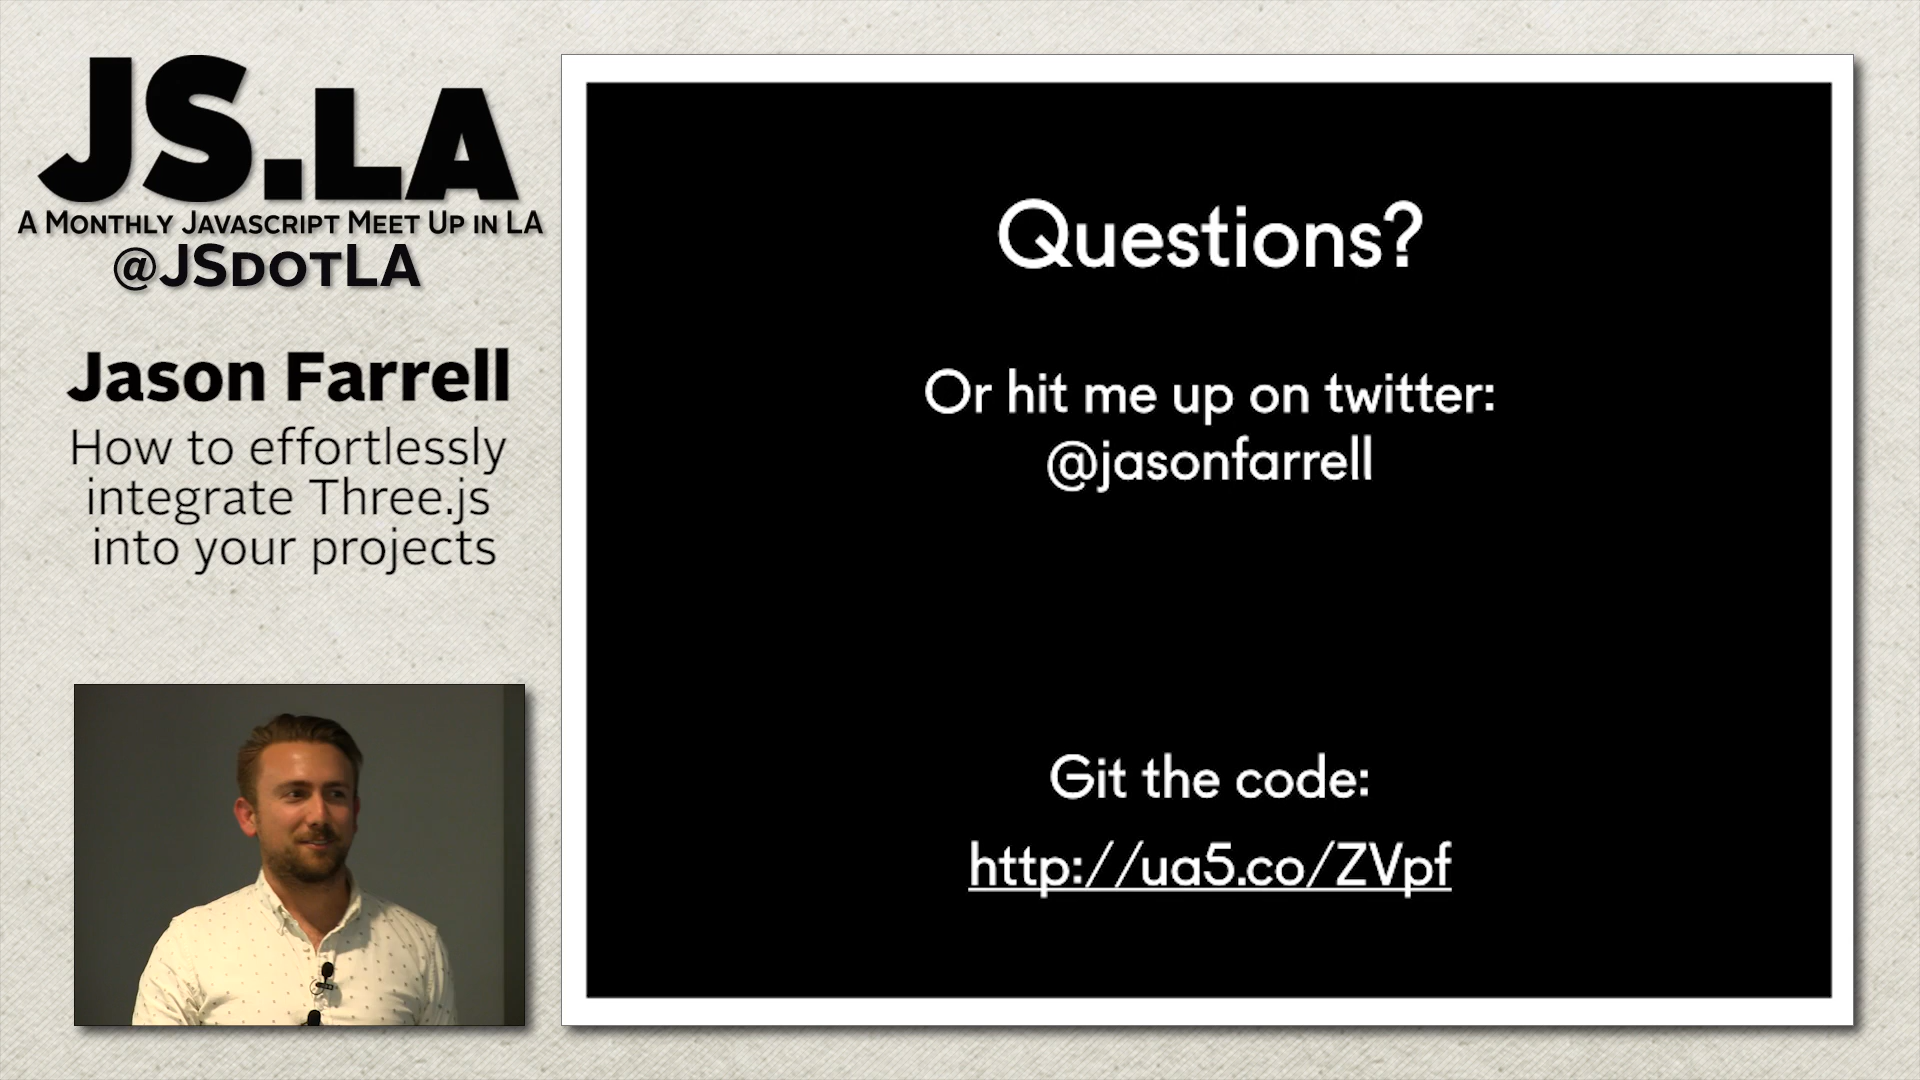 JS.LA
A Monthly Javascript Meet Up in LA
@JSdotLA
Jason Farrell
How to effortlessly
integrate Three.js
into your projects
Questions?
Or hit me up on twitter:
@jasonfarrell
Git the code:
http://ua5.co/ZVpf